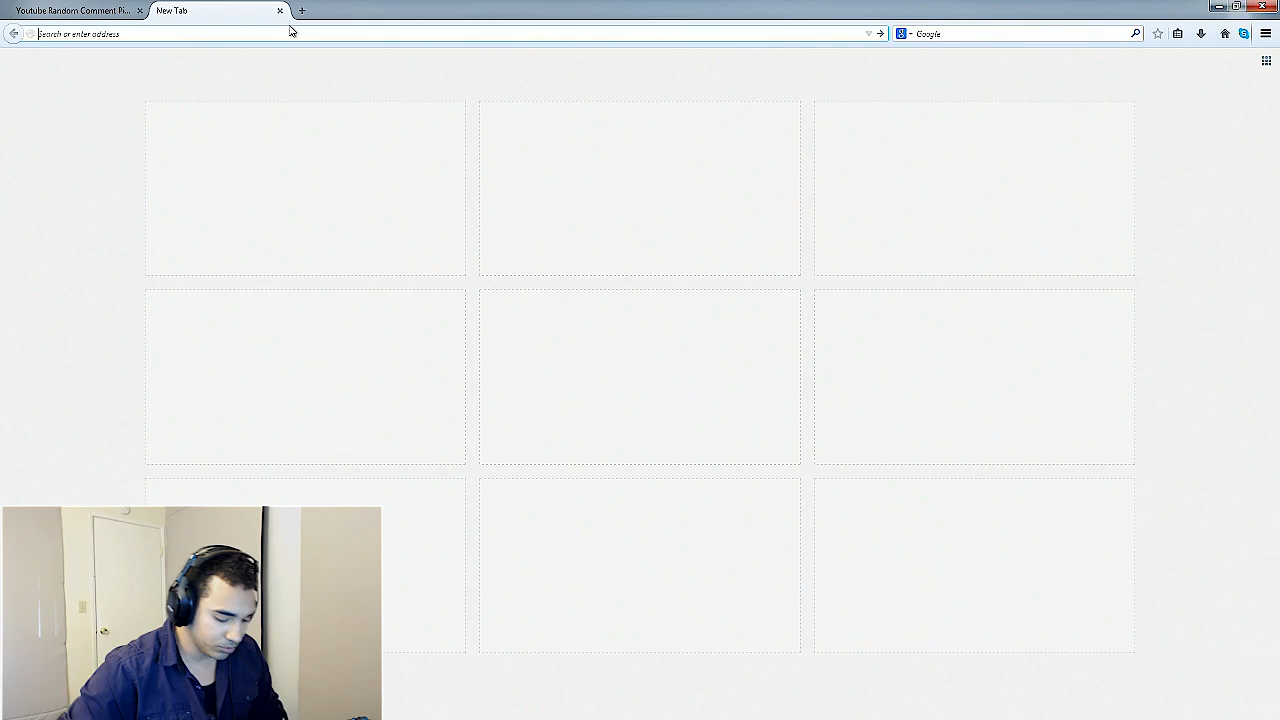 Youtube Random Comment Pi...
New Tab
Search or enter address
Google